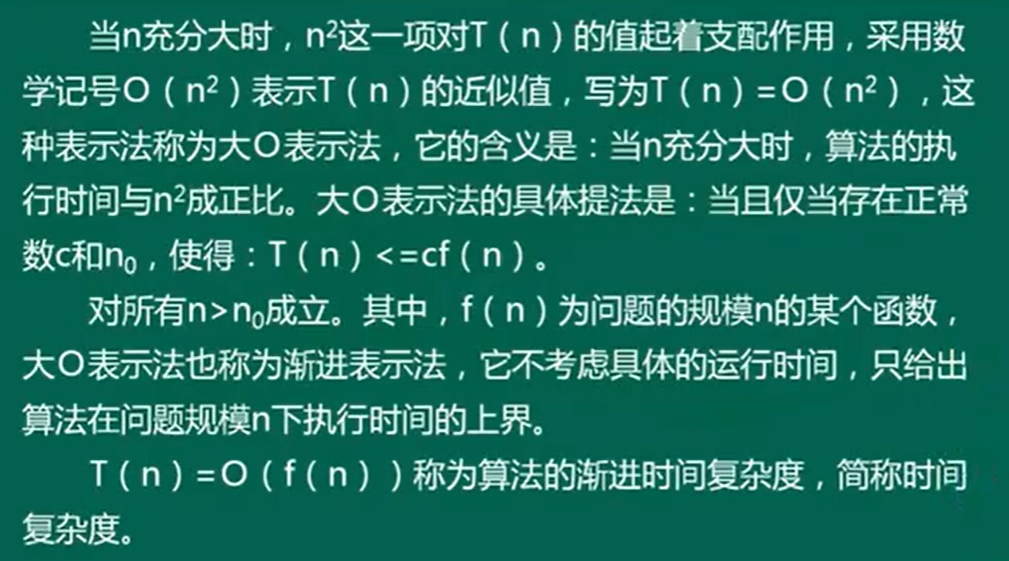 当n充分大时，n²这一项对T（n）的值起着支配作用，采用数
学记号O（n²）表示T（n）的近似值，写为T（n）=O（n²），这
种表示法称为大O表示法，它的含义是：当n充分大时，算法的执
行时间与n²成正比。大O表示法的具体提法是：当且仅当存在正常
数c和n₀，使得：T（n）<=cf（n）。
对所有n>n₀成立。其中，f（n）为问题的规模n的某个函数，
大O表示法也称为渐进表示法，它不考虑具体的运行时间，只给出
算法在问题规模n下执行时间的上界。
T（n）=O（f（n））称为算法的渐进时间复杂度，简称时间
复杂度。